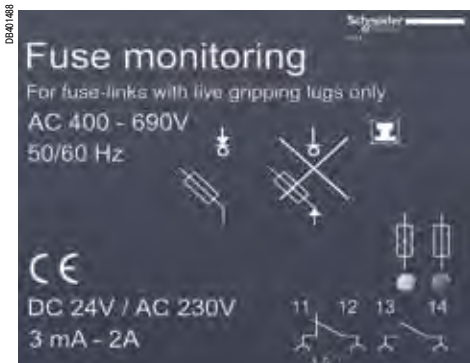 DB401488
Schneider
Fuse monitoring
For fuse-links with live gripping lugs only
AC 400 - 690V
50/60 Hz
CE
DC 24V / AC 230V
3 mA - 2A
11 12 13 14